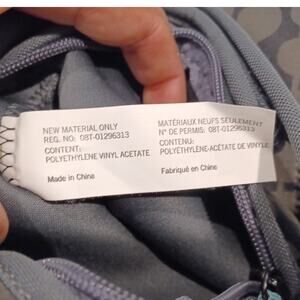 NEW MATERIAL ONLY
REG. NO: 08T-01296313
CONTENT:
POLYETHYLENE VINYL ACETATE
Made in China
MATÉRIAUX NEUFS SEULEMENT
N° DE PERMIS: 08T-01296313
CONTENU:
POLYÉTHYLÈNE-ACÉTATE DE VINYLE
Fabriqué en China